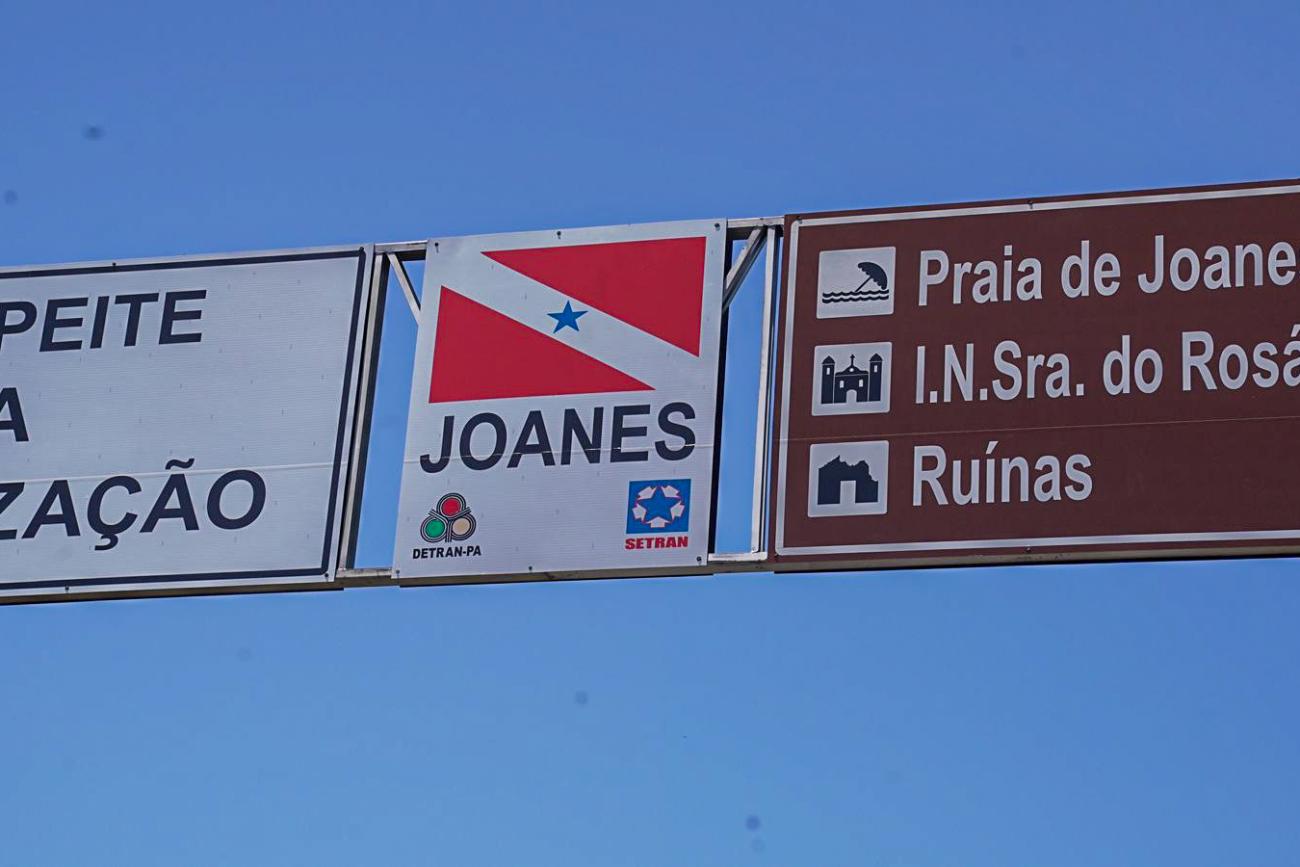 PEITE
A
ZAÇÃO
JOANES
DETRAN-PA
SETRAN
Praia de Joane
I.N.Sra. do Rosá
Ruínas